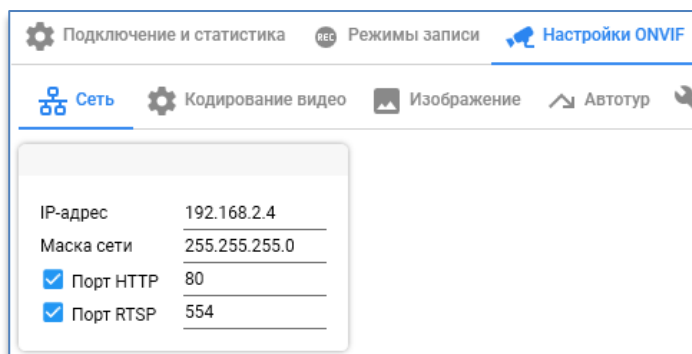 Подключение и статистика REC Режимы записи Настройки ONVIF
Сеть Кодирование видео Изображение Автотур
IP-адрес 192.168.2.4
Маска сети 255.255.255.0
Порт HTTP 80
Порт RTSP 554